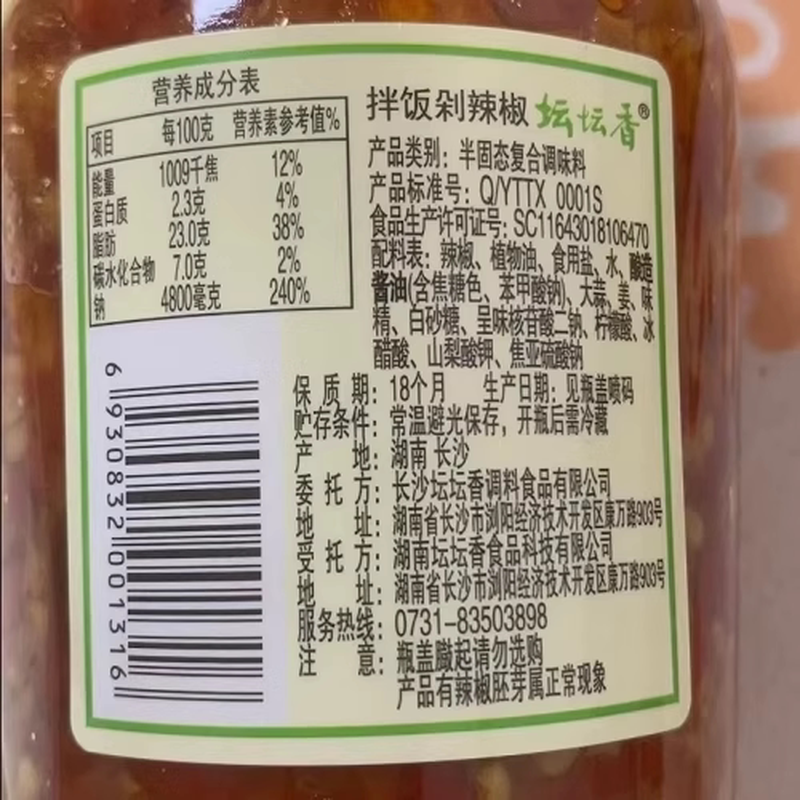 营养成分表
项目 每100克 营养素参考值%
能量 1009千焦 12%
蛋白质 2.3克 4%
脂肪 23.0克 38%
碳水化合物 7.0克 2%
钠 4800毫克 240%
6 930832 001316
拌饭剁辣椒 坛坛香®
产品类别：半固态复合调味料
产品标准号：Q/YTTX 0001S
食品生产许可证号：SC11643018106470
配料表：辣椒、植物油、食用盐、水、酿造
酱油(含焦糖色、苯甲酸钠)、大蒜、姜、味
精、白砂糖、呈味核苷酸二钠、柠檬酸、冰
醋酸、山梨酸钾、焦亚硫酸钠
保质期：18个月 生产日期：见瓶盖喷码
贮存条件：常温避光保存，开瓶后需冷藏
产地：湖南 长沙
委托方：长沙坛坛香调料食品有限公司
地址：湖南省长沙市浏阳经济技术开发区康万路903号
受托方：湖南坛坛香食品科技有限公司
地址：湖南省长沙市浏阳经济技术开发区康万路903号
服务热线：0731-83503898
注意：瓶盖臌起请勿选购
产品有辣椒胚芽属正常现象